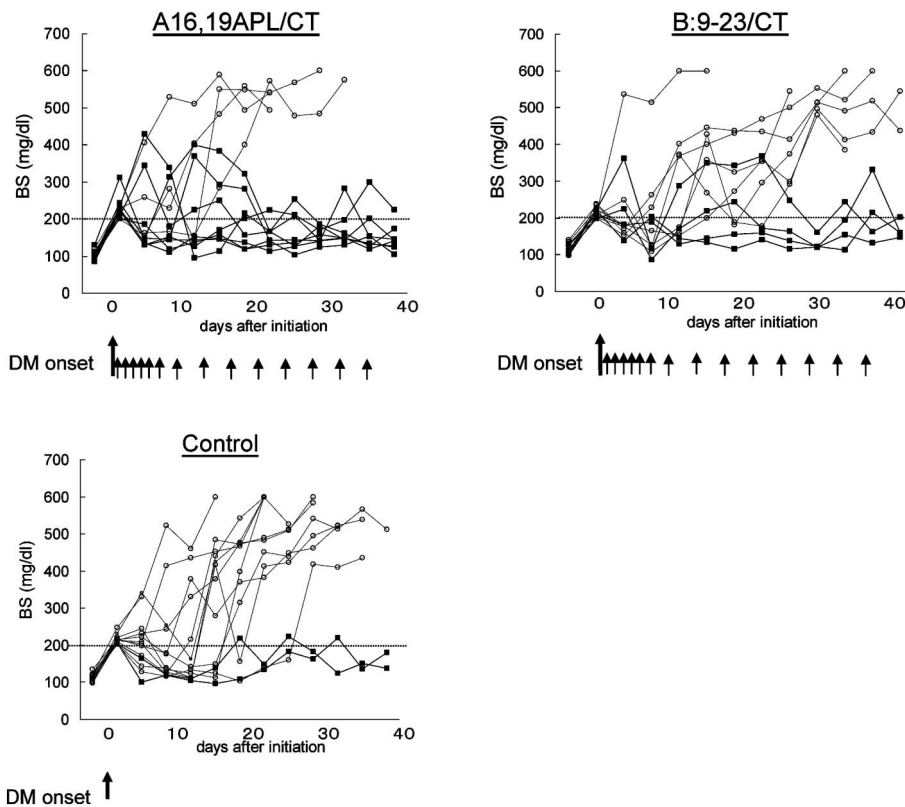 A16,19APL/CT
700
600
500
400
300
200
100
0
BS (mg/dl)
0 10 20 30 40
days after initiation
DM onset
B:9-23/CT
700
600
500
400
300
200
100
0
BS (mg/dl)
0 10 20 30 40
days after initiation
DM onset
Control
700
600
500
400
300
200
100
0
BS (mg/dl)
0 10 20 30 40
days after initiation
DM onset